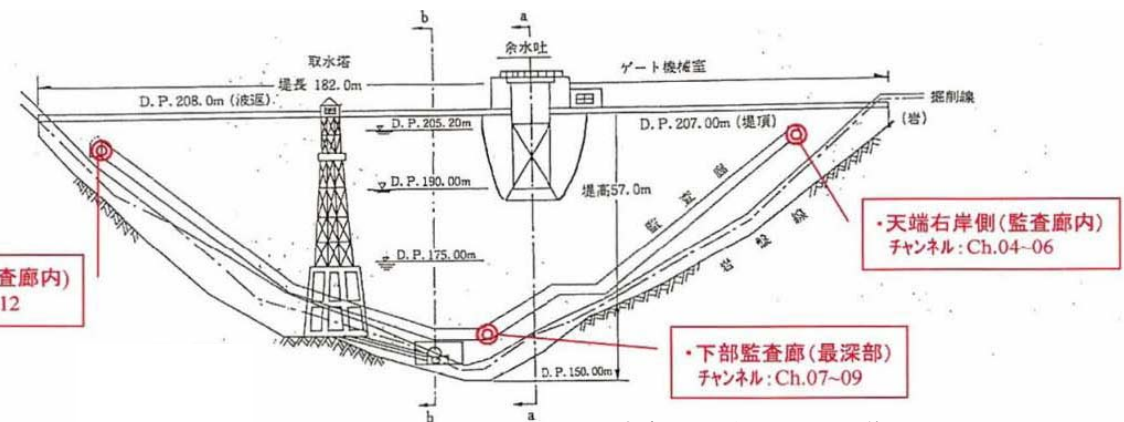 b
a
余水吐
取水塔
ゲート機械室
堤長 182.0m
D.P.208.0m (波返)
掘削線
D.P.205.20m
D.P.207.00m (堤頂)
(岩)
D.P.190.00m
堤高57.0m
監査廊
・天端右岸側(監査廊内)
チャンネル:Ch.04~06
D.P.175.00m
岩盤線
査廊内)
12
・下部監査廊(最深部)
チャンネル:Ch.07~09
D.P.150.00m
b
a